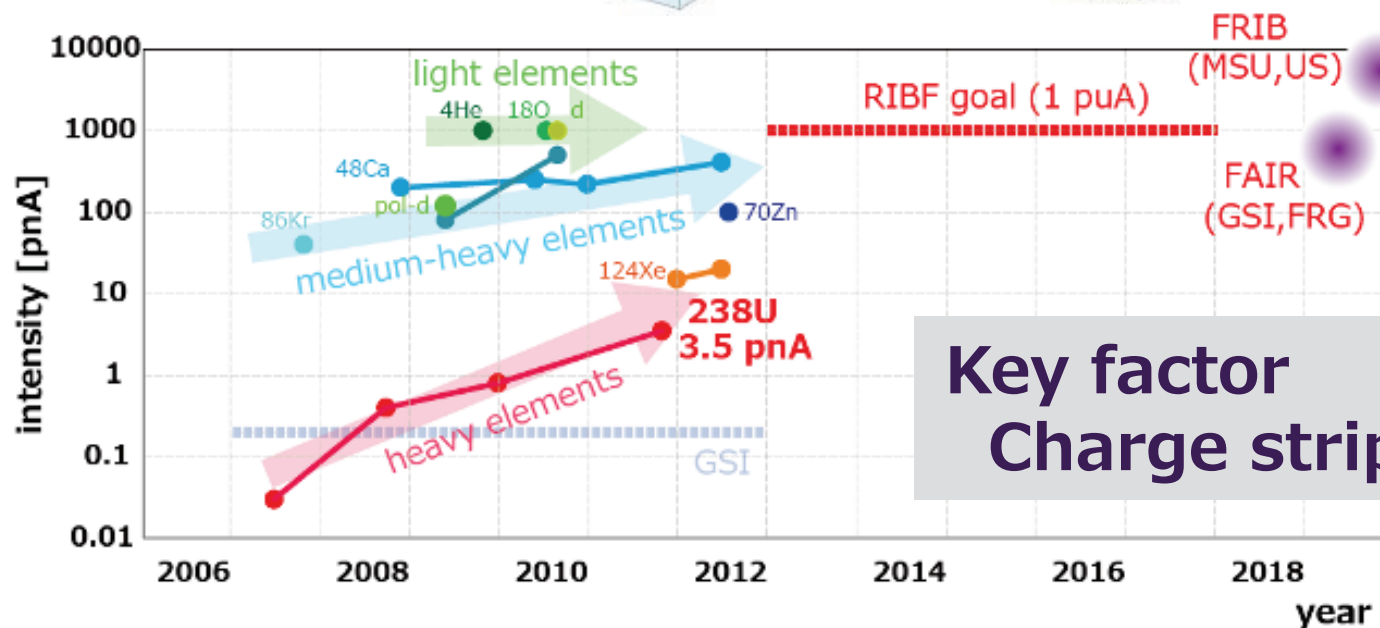 FRIB
(MSU,US)
10000
light elements
4He 18O d
RIBF goal (1 puA)
1000
48Ca
FAIR
(GSI,FRG)
pol-d
100
70Zn
86Kr
medium-heavy elements
124Xe
10
238U
3.5 pnA
1
heavy elements
Key factor
Charge strip
0.1
GSI
0.01
intensity [pnA]
2006 2008 2010 2012 2014 2016 2018
year